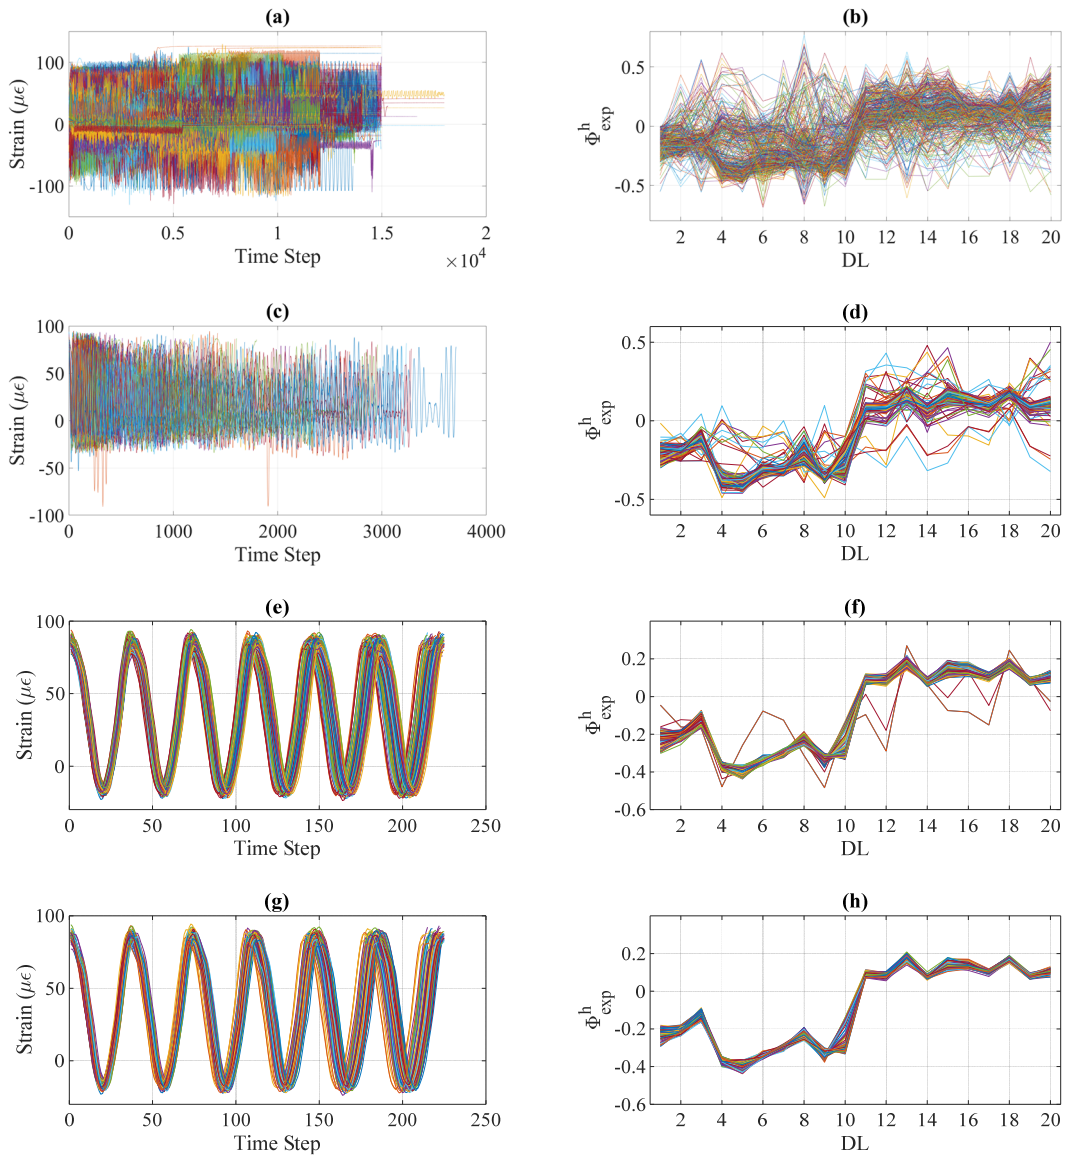 (a)
Strain (με)
100
0
-100
0 0.5 1 1.5 2
Time Step
×10^4
(b)
Φ^h_exp
0.5
0
-0.5
2 4 6 8 10 12 14 16 18 20
DL
(c)
Strain (με)
100
50
0
-50
-100
0 1000 2000 3000 4000
Time Step
(d)
Φ^h_exp
0.5
0
-0.5
2 4 6 8 10 12 14 16 18 20
DL
(e)
Strain (με)
100
50
0
0 50 100 150 200 250
Time Step
(f)
Φ^h_exp
0.2
0
-0.2
-0.4
-0.6
2 4 6 8 10 12 14 16 18 20
DL
(g)
Strain (με)
100
50
0
0 50 100 150 200 250
Time Step
(h)
Φ^h_exp
0.2
0
-0.2
-0.4
-0.6
2 4 6 8 10 12 14 16 18 20
DL